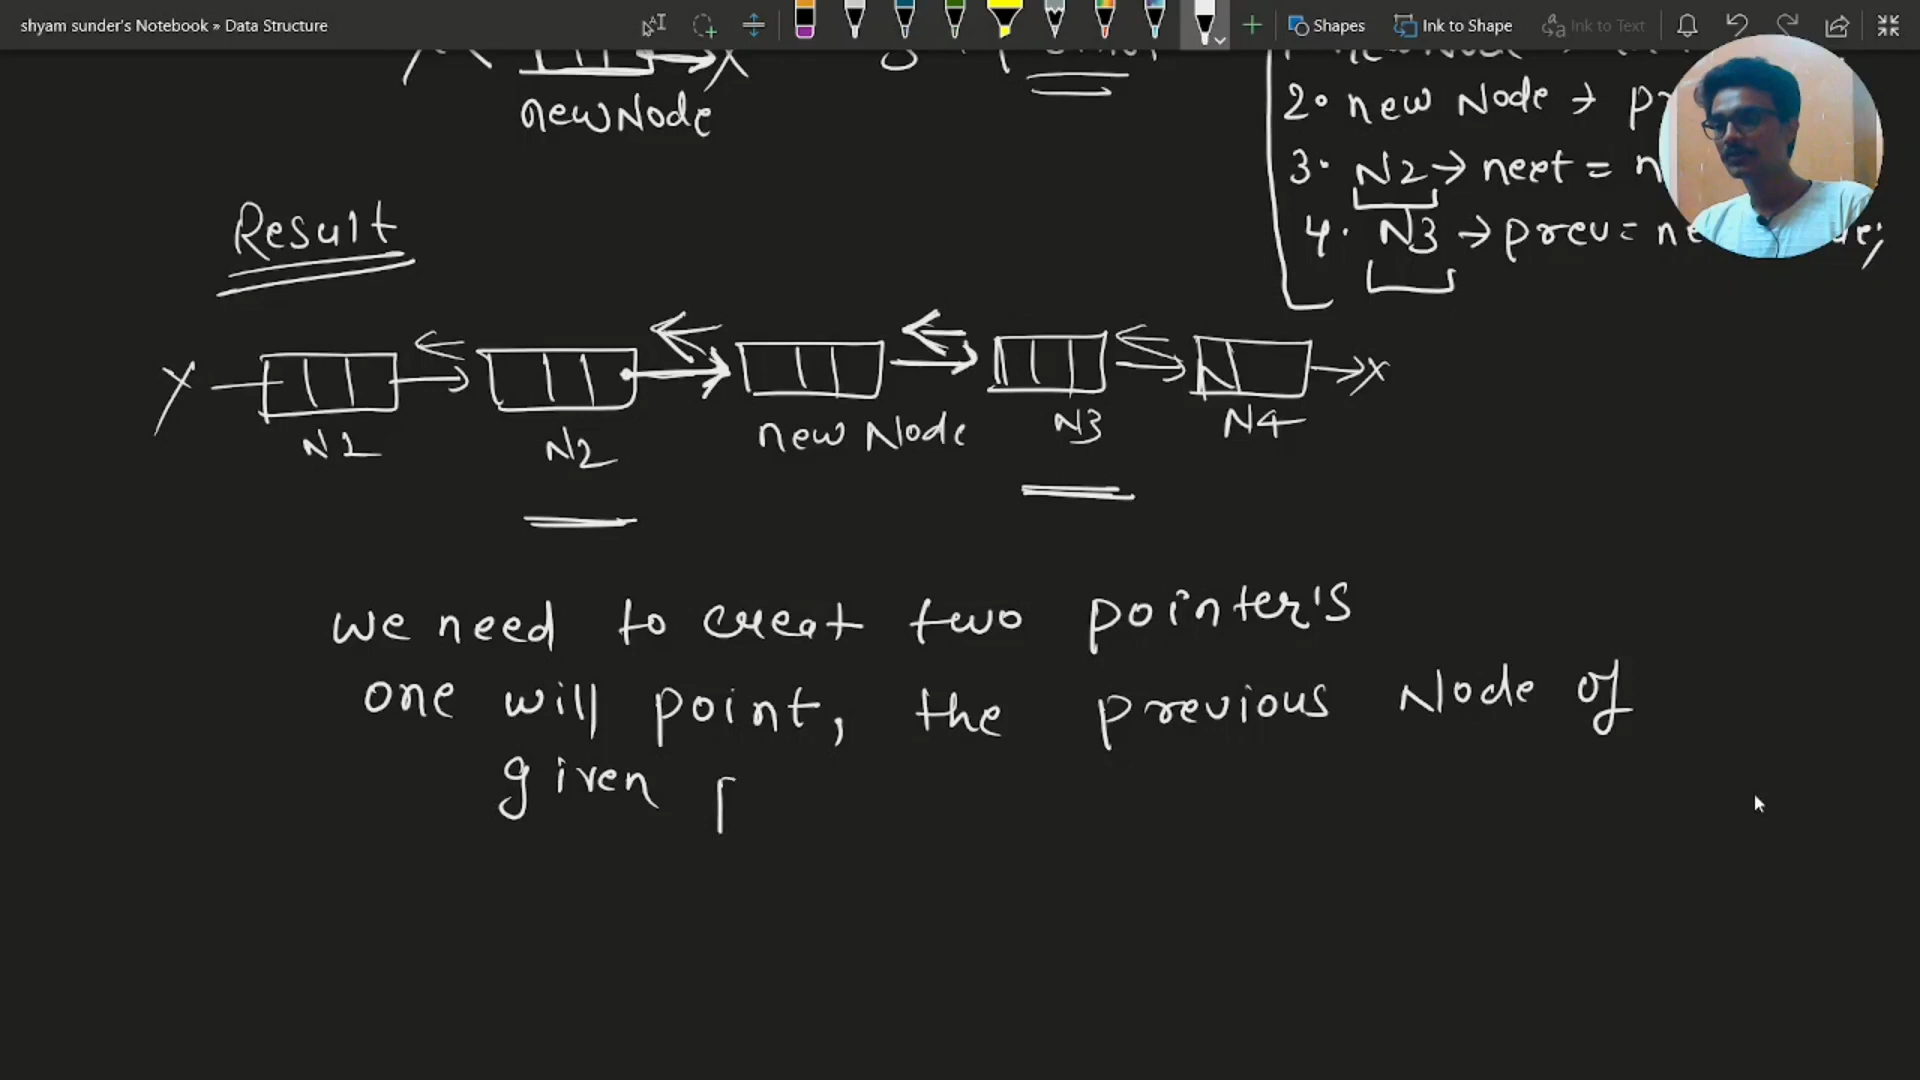 shyam sunder's Notebook » Data Structure
Shapes
Ink to Shape
Ink to Text
newNode
2. new Node →
3. N2 → next =
4. N3 → prev =
Result
X X
N1 N2 new Node N3 N4
we need to creat two pointer's
one will point, the previous Node of
given